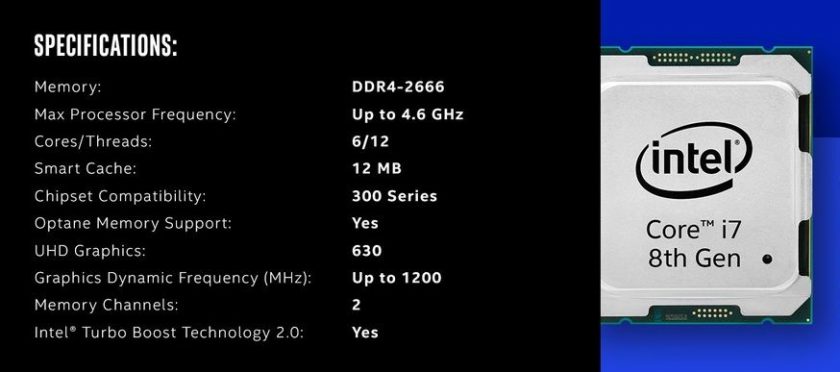 SPECIFICATIONS:
Memory: DDR4-2666
Max Processor Frequency: Up to 4.6 GHz
Cores/Threads: 6/12
Smart Cache: 12 MB
Chipset Compatibility: 300 Series
Optane Memory Support: Yes
UHD Graphics: 630
Graphics Dynamic Frequency (MHz): Up to 1200
Memory Channels: 2
Intel® Turbo Boost Technology 2.0: Yes
intel®
Core™ i7
8th Gen